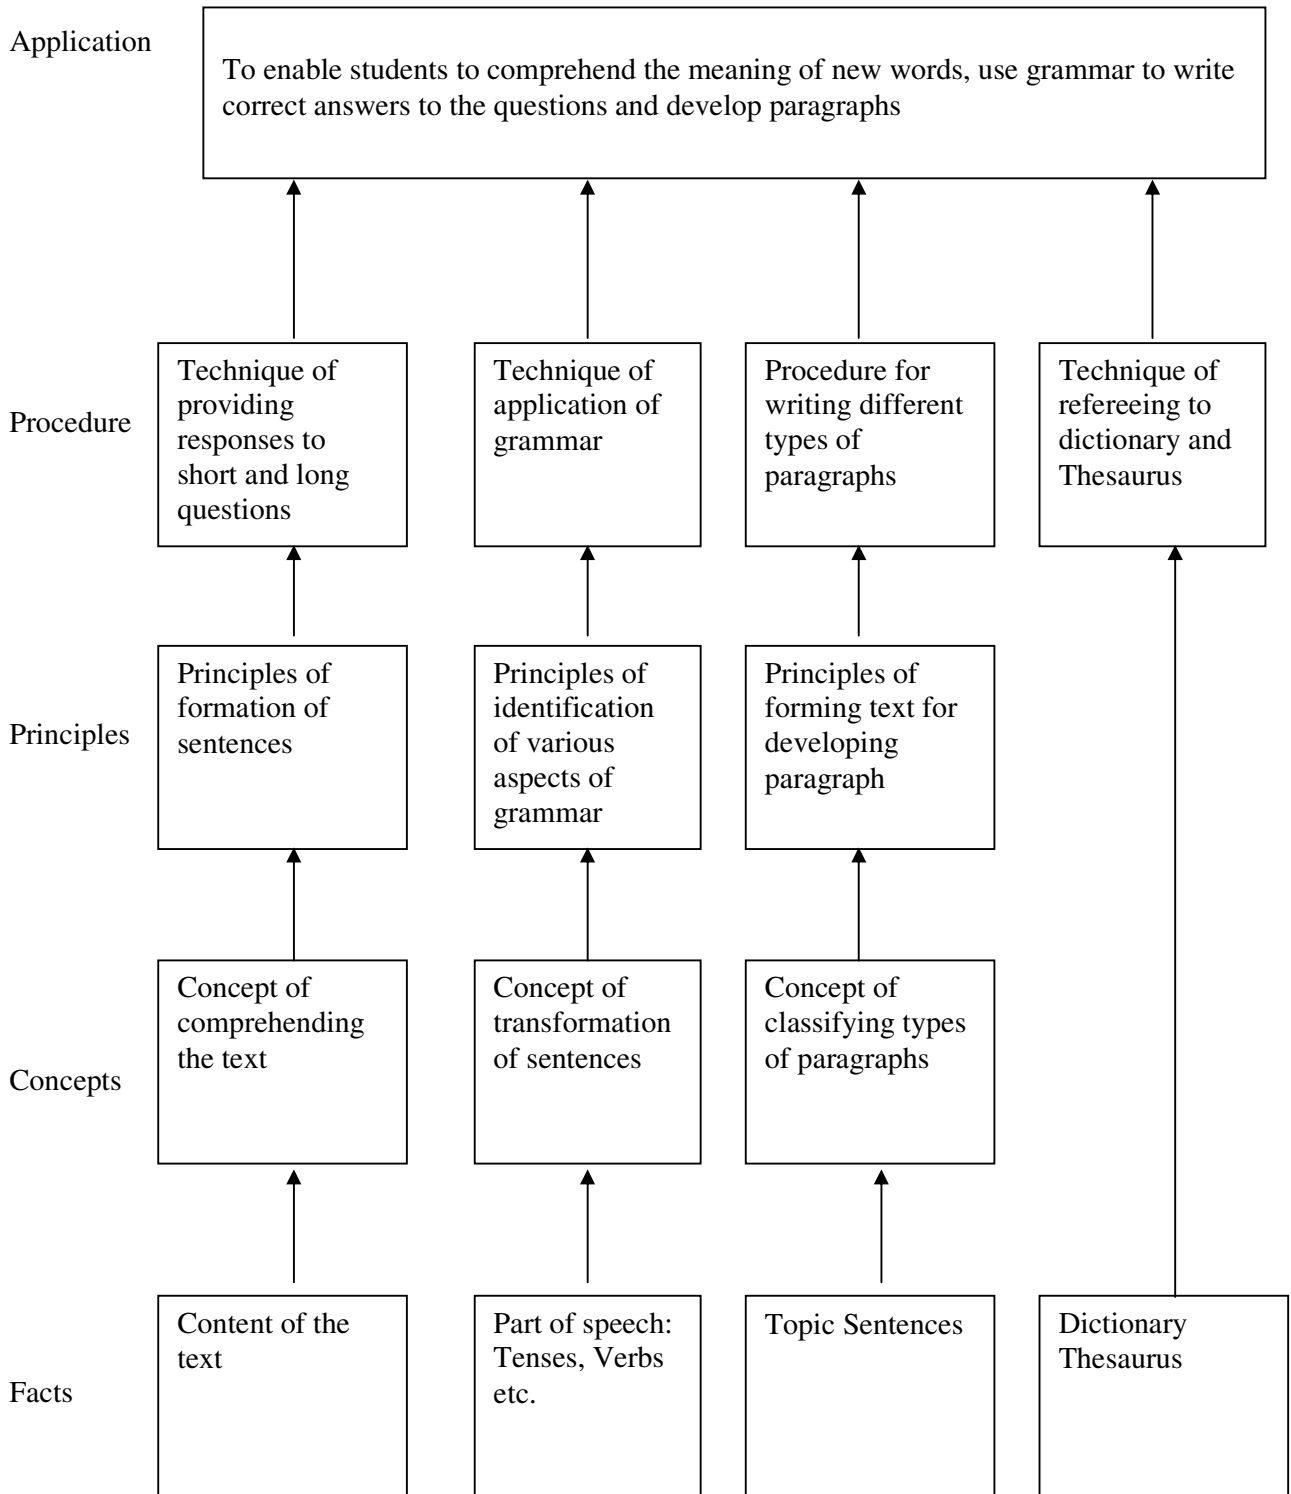 Application
To enable students to comprehend the meaning of new words, use grammar to write
correct answers to the questions and develop paragraphs
Procedure
Technique of
providing
responses to
short and long
questions
Technique of
application of
grammar
Procedure for
writing different
types of
paragraphs
Technique of
refereeing to
dictionary and
Thesaurus
Principles
Principles of
formation of
sentences
Principles of
identification
of various
aspects of
grammar
Principles of
forming text for
developing
paragraph
Concepts
Concept of
comprehending
the text
Concept of
transformation
of sentences
Concept of
classifying types
of paragraphs
Facts
Content of the
text
Part of speech:
Tenses, Verbs
etc.
Topic Sentences
Dictionary
Thesaurus